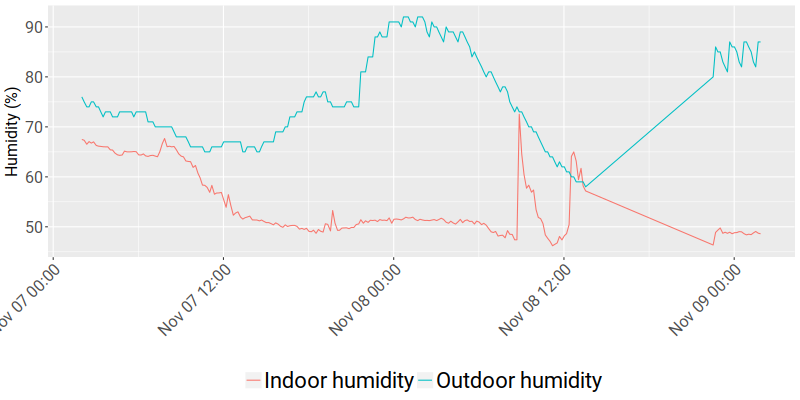 Humidity (%)
90
80
70
60
50
07 00:00
Nov 07 12:00
Nov 08 00:00
Nov 08 12:00
Nov 09 00:00
Indoor humidity Outdoor humidity